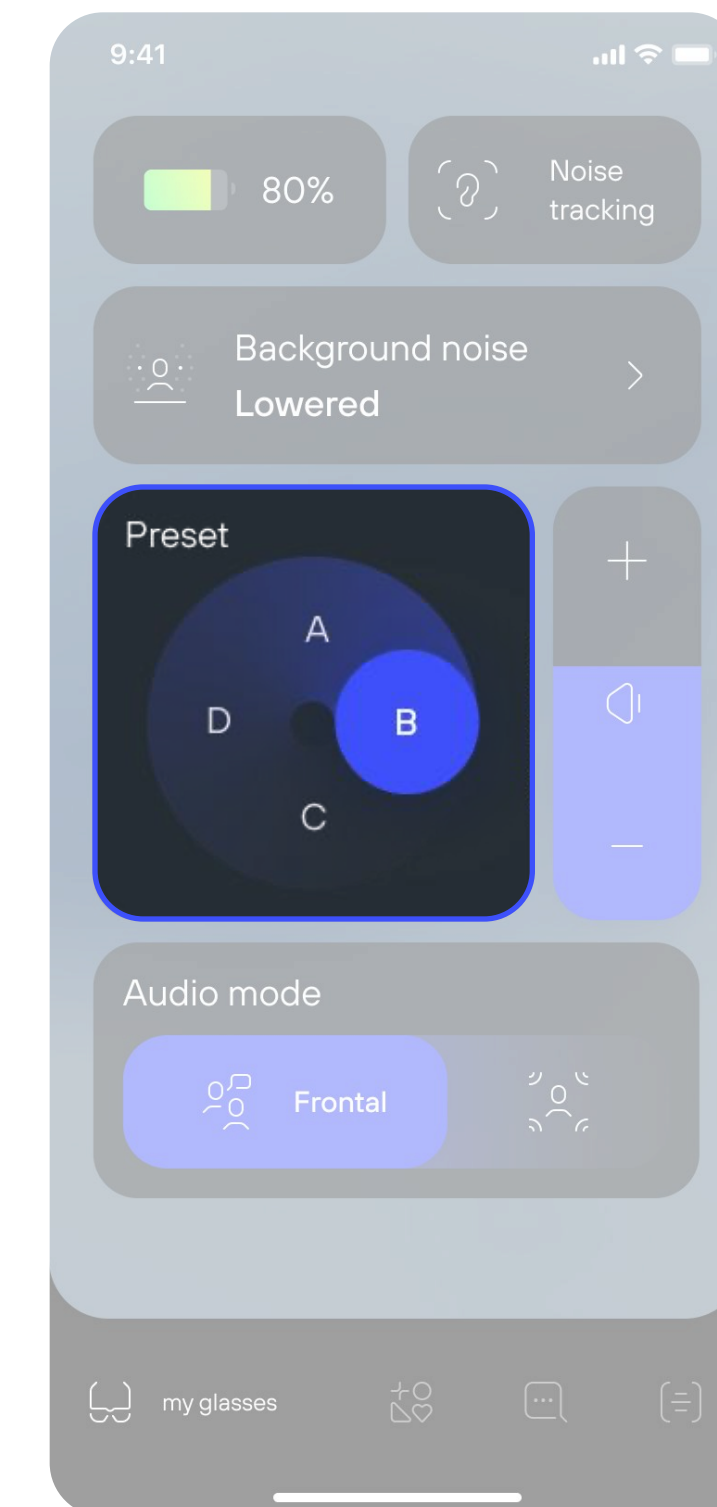 9:41
80%
Noise
tracking
Background noise
Lowered
Preset
A
D
B
C
Audio mode
Frontal
my glasses